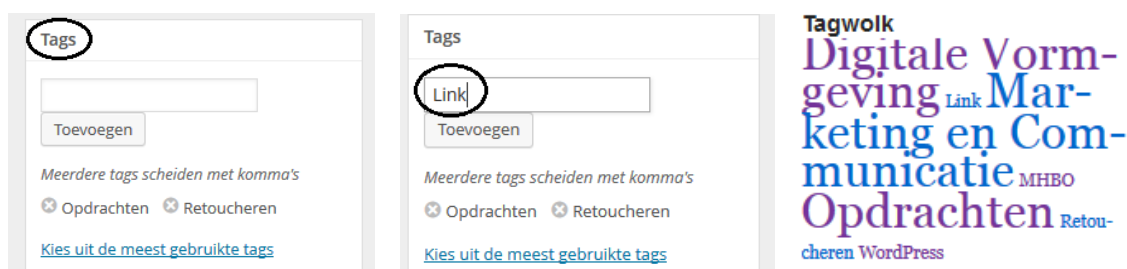 Tags
Toevoegen
Meerdere tags scheiden met komma's
Opdrachten Retoucheren
Kies uit de meest gebruikte tags
Tags
Link
Toevoegen
Meerdere tags scheiden met komma's
Opdrachten Retoucheren
Kies uit de meest gebruikte tags
Tagwolk
Digitale Vorm-
geving Link Mar-
keting en Com-
municatie MHBO
Opdrachten Retou-
cheren WordPress